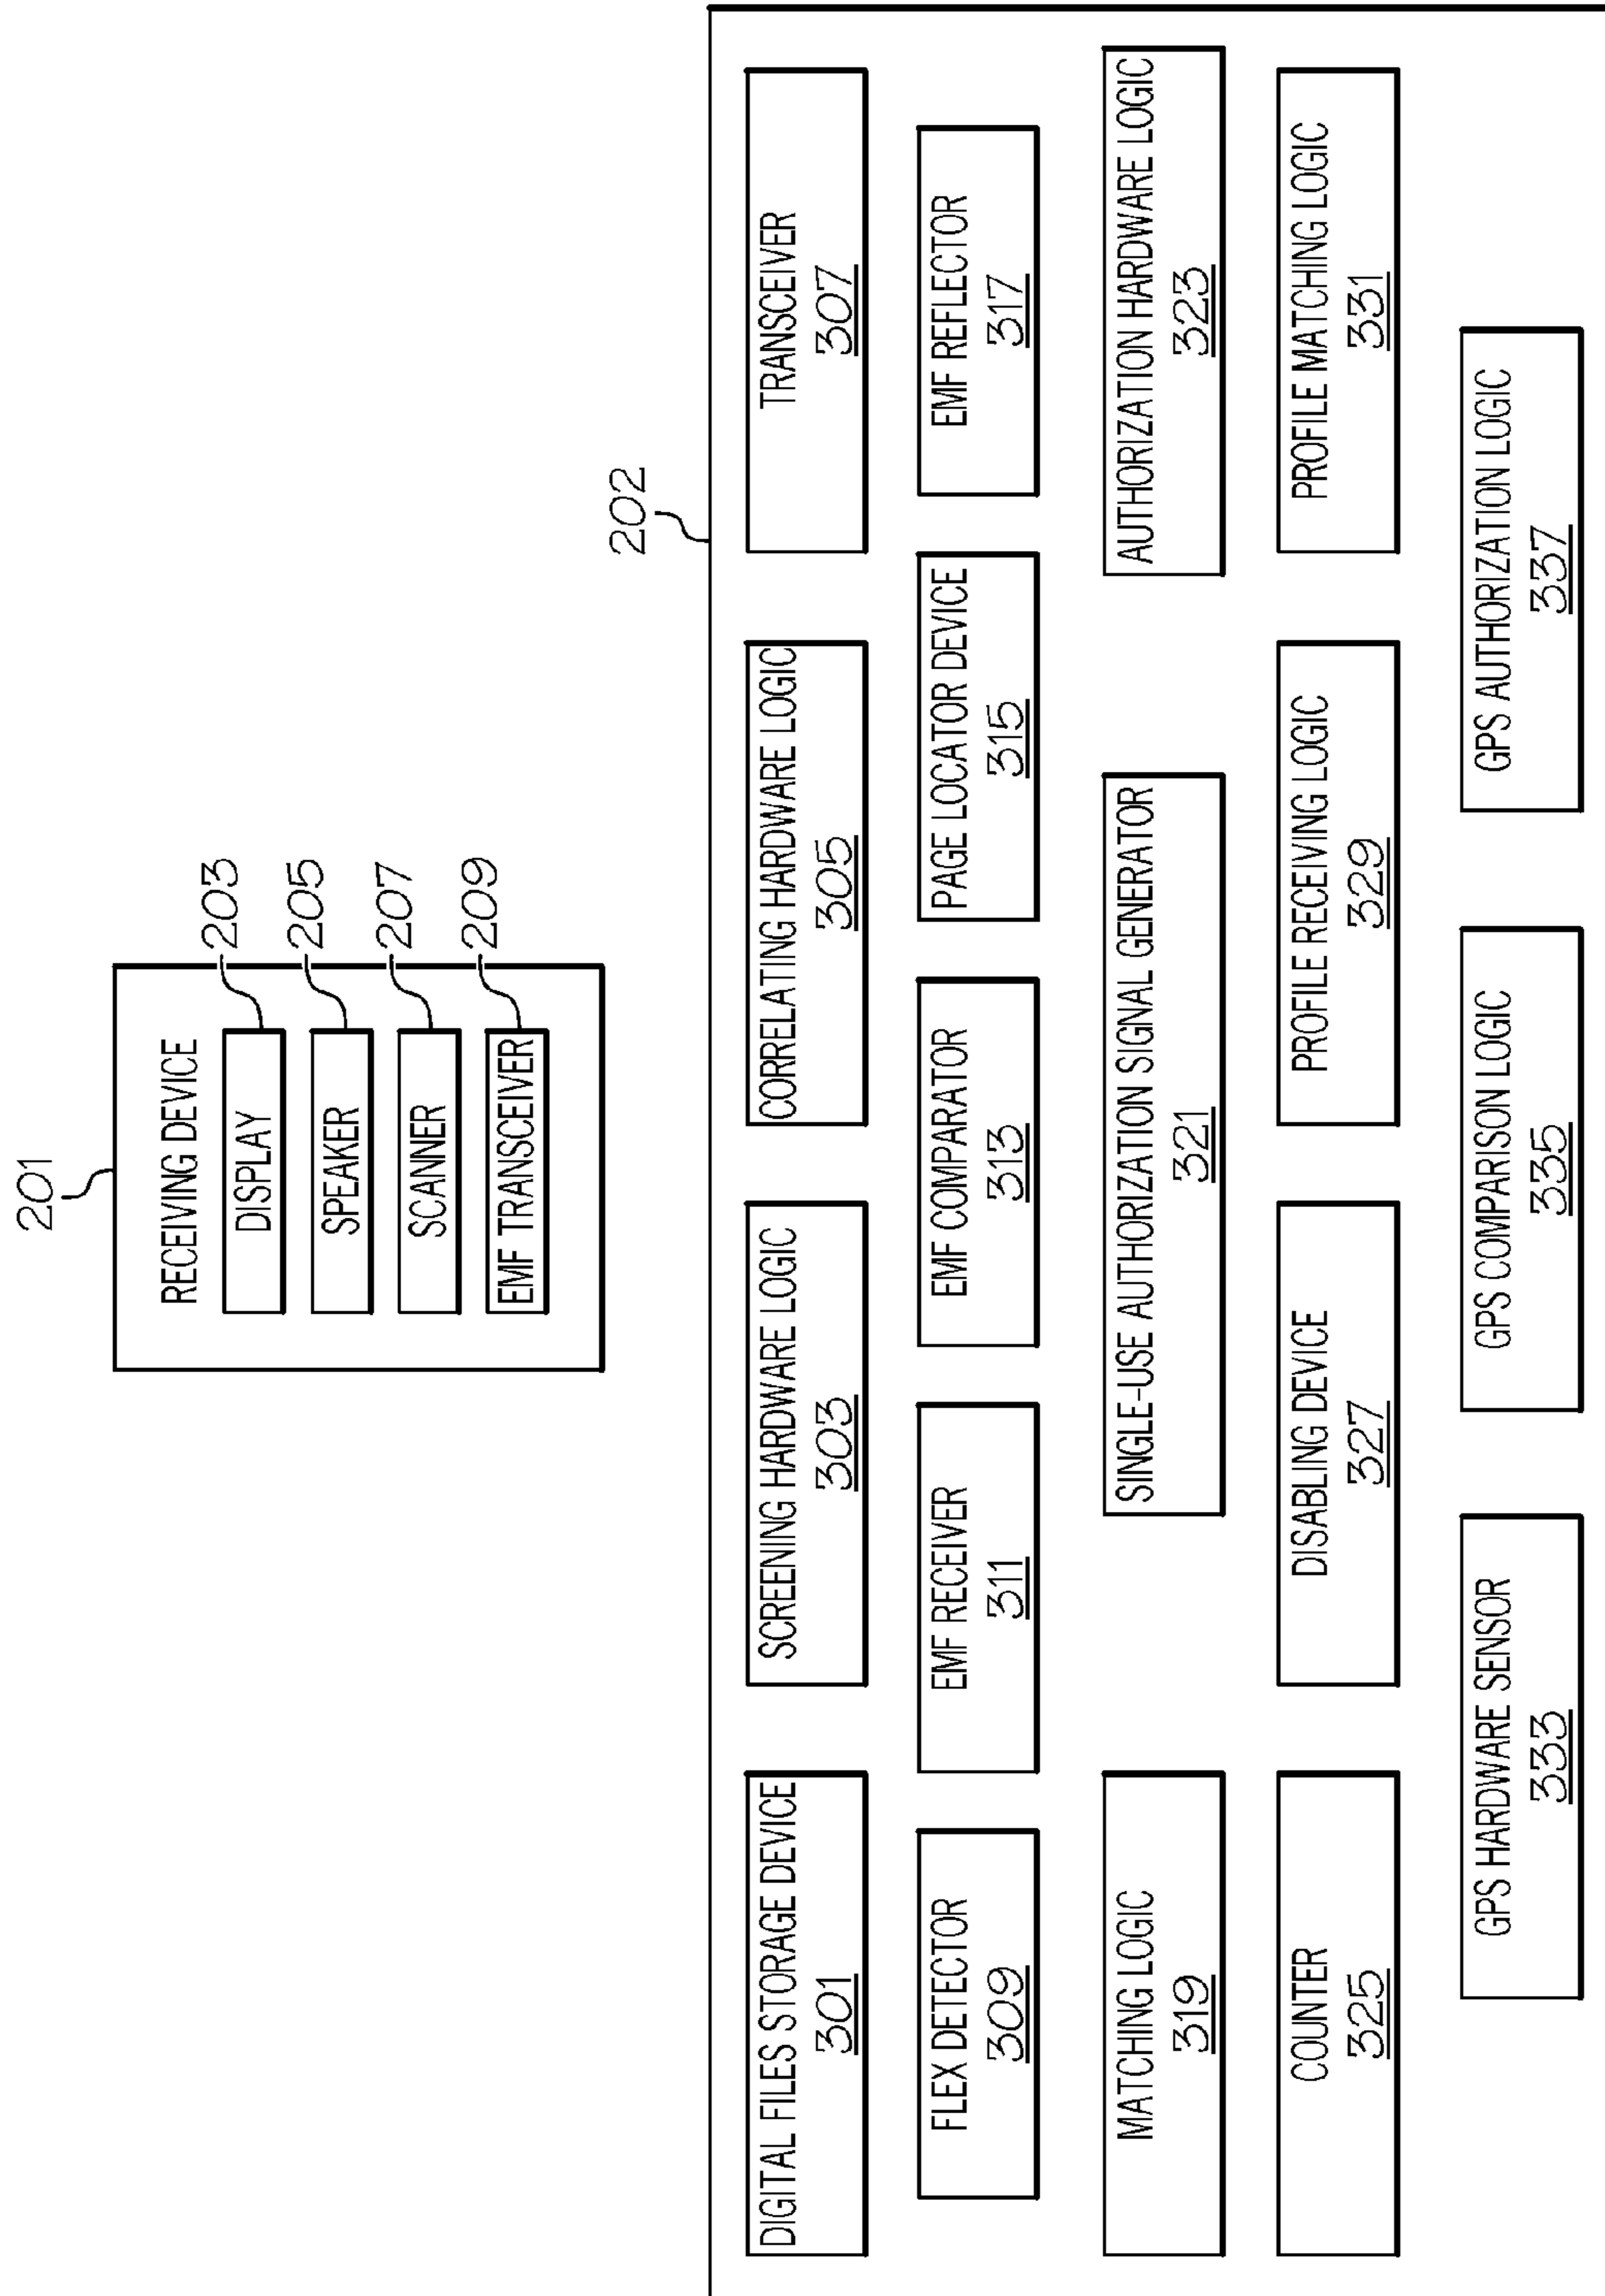 201
RECEIVING DEVICE
DISPLAY
203
SPEAKER
205
SCANNER
207
EMF TRANSCEIVER
209
202
DIGITAL FILES STORAGE DEVICE
301
SCREENING HARDWARE LOGIC
303
CORRELATING HARDWARE LOGIC
305
TRANSCEIVER
307
FLEX DETECTOR
309
EMF RECEIVER
311
EMF COMPARATOR
313
PAGE LOCATOR DEVICE
315
EMF REFLECTOR
317
MATCHING LOGIC
319
SINGLE-USE AUTHORIZATION SIGNAL GENERATOR
321
AUTHORIZATION HARDWARE LOGIC
323
COUNTER
325
DISABLING DEVICE
327
PROFILE RECEIVING LOGIC
329
PROFILE MATCHING LOGIC
331
GPS HARDWARE SENSOR
333
GPS COMPARISON LOGIC
335
GPS AUTHORIZATION LOGIC
337